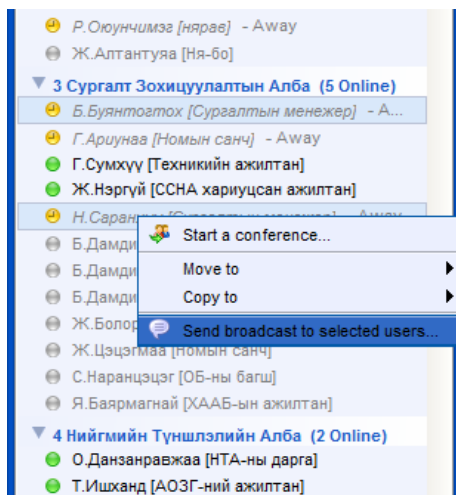 Р.Оюунчимэг [нярав] - Away
Ж.Алтантуяа [Ня-бо]
3 Сургалт Зохицуулалтын Алба (5 Online)
Б.Буянтогтох [Сургалтын менежер] - A...
Г.Ариунаа [Номын санч] - Away
Г.Сумхүү [Техникийн ажилтан]
Ж.Нэргүй [CCHA хариуцсан ажилтан]
Н.Саран
Start a conference...
Б.Дамди
Б.Дамди
Move to
Б.Дамди
Copy to
Ж.Болор
Send broadcast to selected users...
Ж.Цэцэгмаа [Номын санч]
С.Наранцэцэг [ОБ-ны багш]
Я.Баярмагнай [ХААБ-ын ажилтан]
4 Нийгмийн Түншлэлийн Алба (2 Online)
О.Данзанравжаа [НТА-ны дарга]
Т.Ишханд [АОЗГ-ний ажилтан]